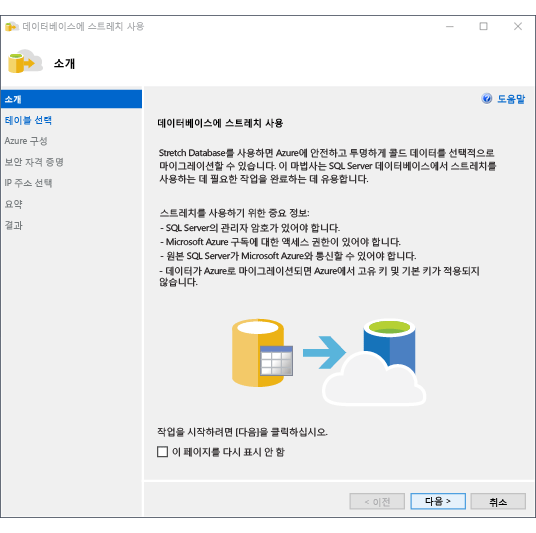 데이터베이스에 스트레치 사용
소개
소개
테이블 선택
Azure 구성
보안 자격 증명
IP 주소 선택
요약
결과
도움말
데이터베이스에 스트레치 사용
Stretch Database를 사용하면 Azure에 안전하고 투명하게 콜드 데이터를 선택적으로
마이그레이션할 수 있습니다. 이 마법사는 SQL Server 데이터베이스에서 스트레치를
사용하는 데 필요한 작업을 완료하는 데 유용합니다.
스트레치를 사용하기 위한 중요 정보:
- SQL Server의 관리자 암호가 있어야 합니다.
- Microsoft Azure 구독에 대한 액세스 권한이 있어야 합니다.
- 원본 SQL Server가 Microsoft Azure와 통신할 수 있어야 합니다.
- 데이터가 Azure로 마이그레이션되면 Azure에서 고유 키 및 기본 키가 적용되지
않습니다.
작업을 시작하려면 [다음]을 클릭하십시오.
이 페이지를 다시 표시 안 함
< 이전
다음 >
취소